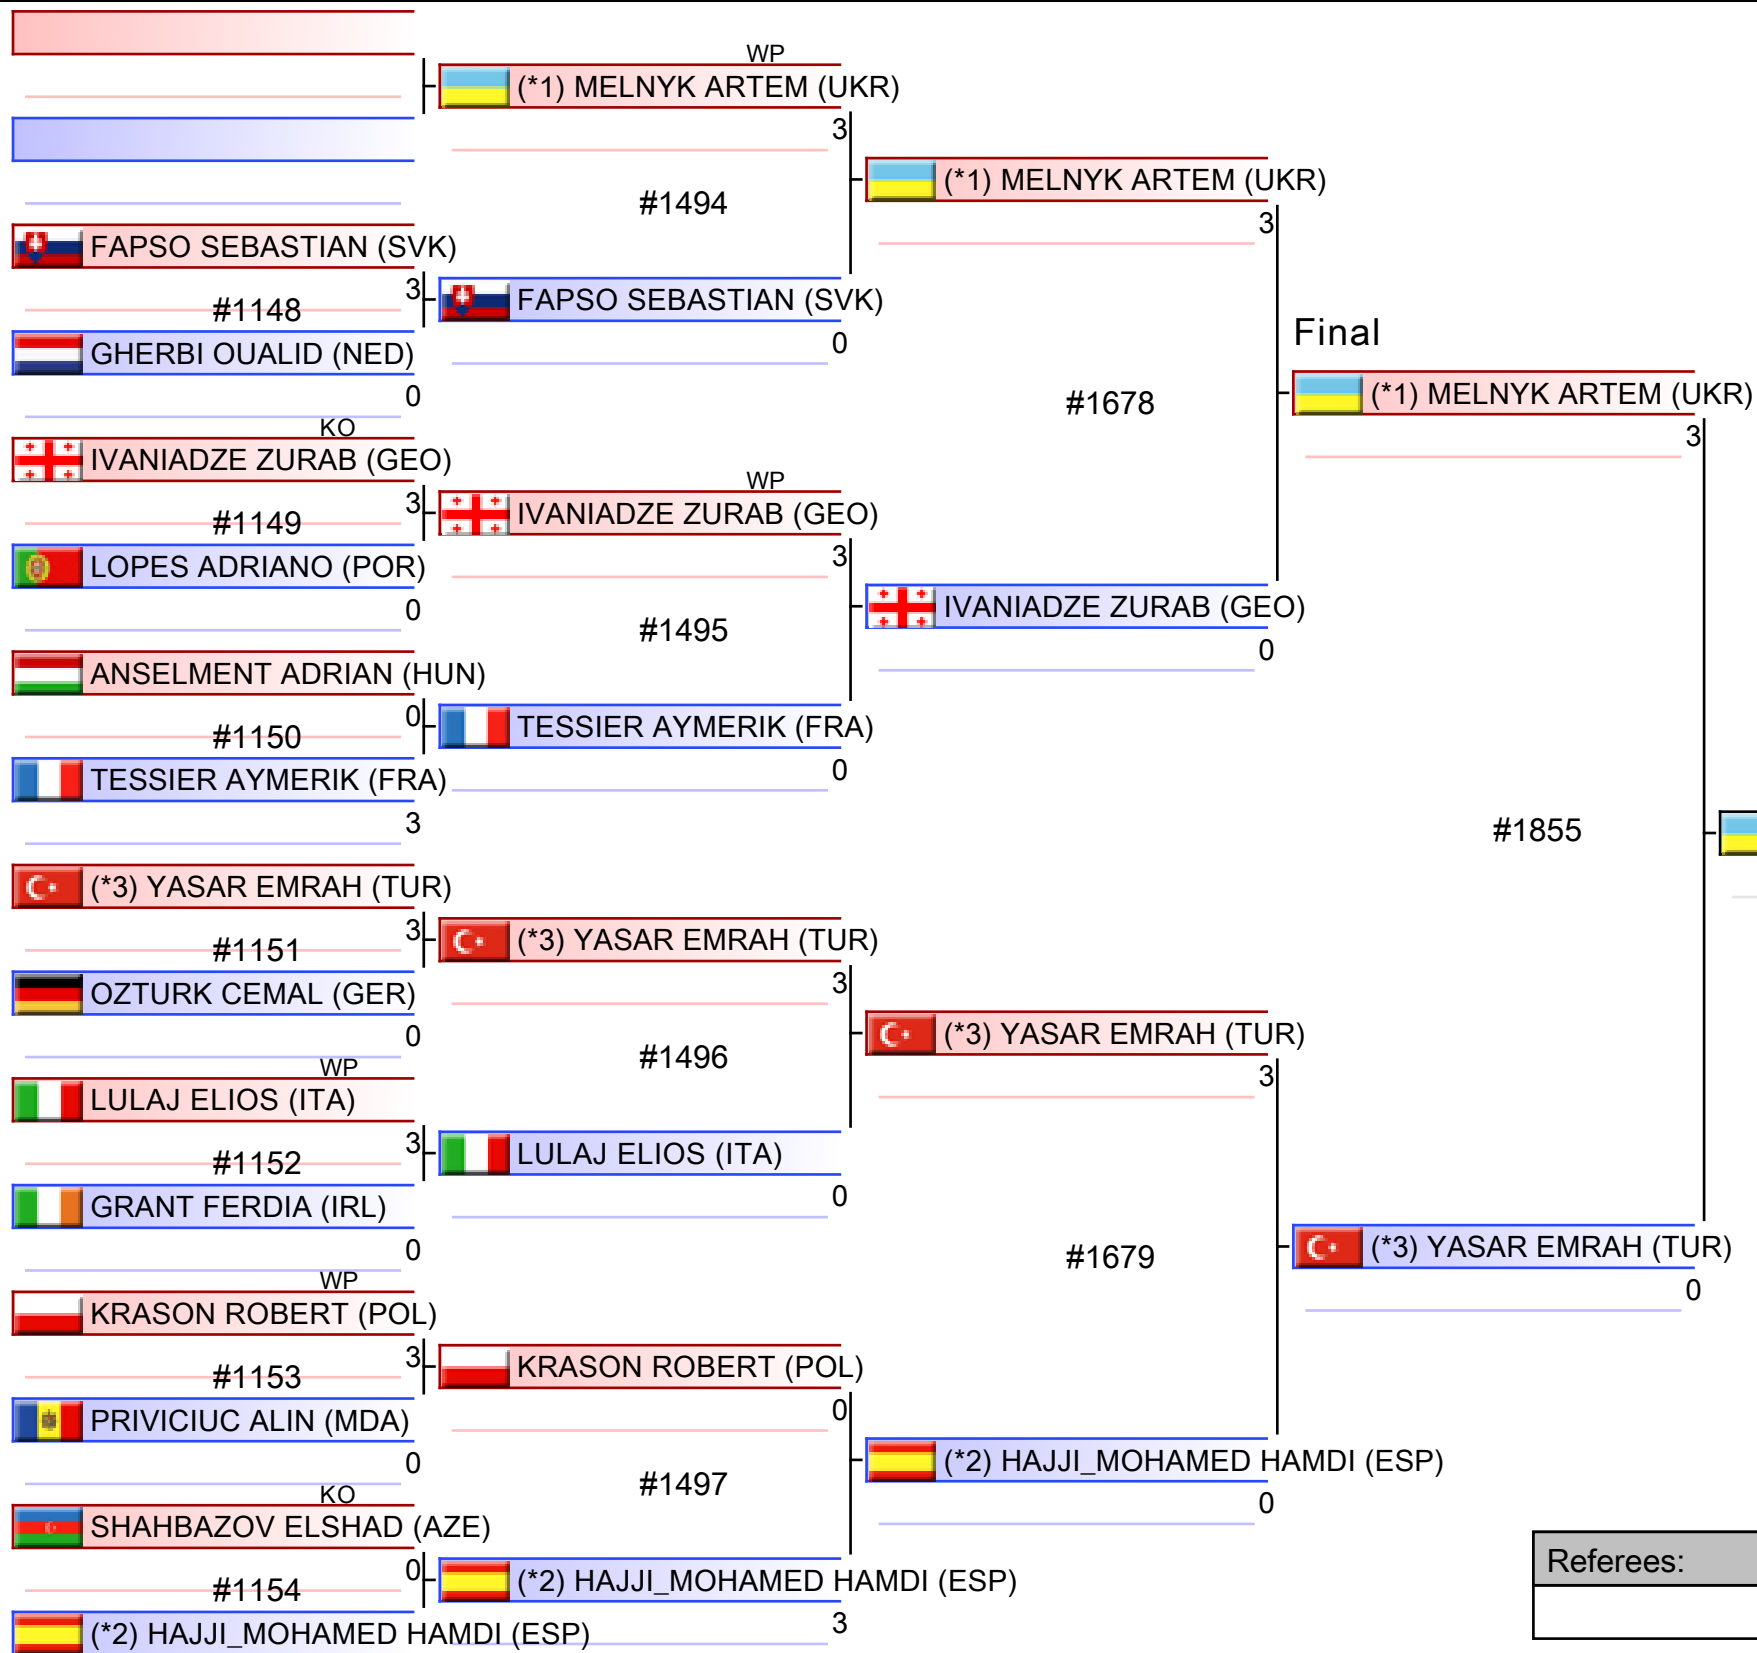 WP
(*1) MELNYK ARTEM (UKR)
3
#1494
FAPSO SEBASTIAN (SVK)
3
#1148
GHERBI OUALID (NED)
0
FAPSO SEBASTIAN (SVK)
0
(*1) MELNYK ARTEM (UKR)
3
#1678
Final
(*1) MELNYK ARTEM (UKR)
3
KO
IVANIADZE ZURAB (GEO)
3
#1149
LOPES ADRIANO (POR)
0
WP
IVANIADZE ZURAB (GEO)
3
#1495
IVANIADZE ZURAB (GEO)
0
ANSELMENT ADRIAN (HUN)
0
#1150
TESSIER AYMERIK (FRA)
3
TESSIER AYMERIK (FRA)
0
#1855
(*3) YASAR EMRAH (TUR)
3
#1151
OZTURK CEMAL (GER)
0
(*3) YASAR EMRAH (TUR)
3
#1496
(*3) YASAR EMRAH (TUR)
3
WP
LULAJ ELIOS (ITA)
3
#1152
GRANT FERDIA (IRL)
0
LULAJ ELIOS (ITA)
0
#1679
(*3) YASAR EMRAH (TUR)
0
WP
KRASON ROBERT (POL)
3
#1153
PRIVICIUC ALIN (MDA)
0
KRASON ROBERT (POL)
0
#1497
(*2) HAJJI_MOHAMED HAMDI (ESP)
0
KO
SHAHBAZOV ELSHAD (AZE)
0
#1154
(*2) HAJJI_MOHAMED HAMDI (ESP)
(*2) HAJJI_MOHAMED HAMDI (ESP)
3
Referees: